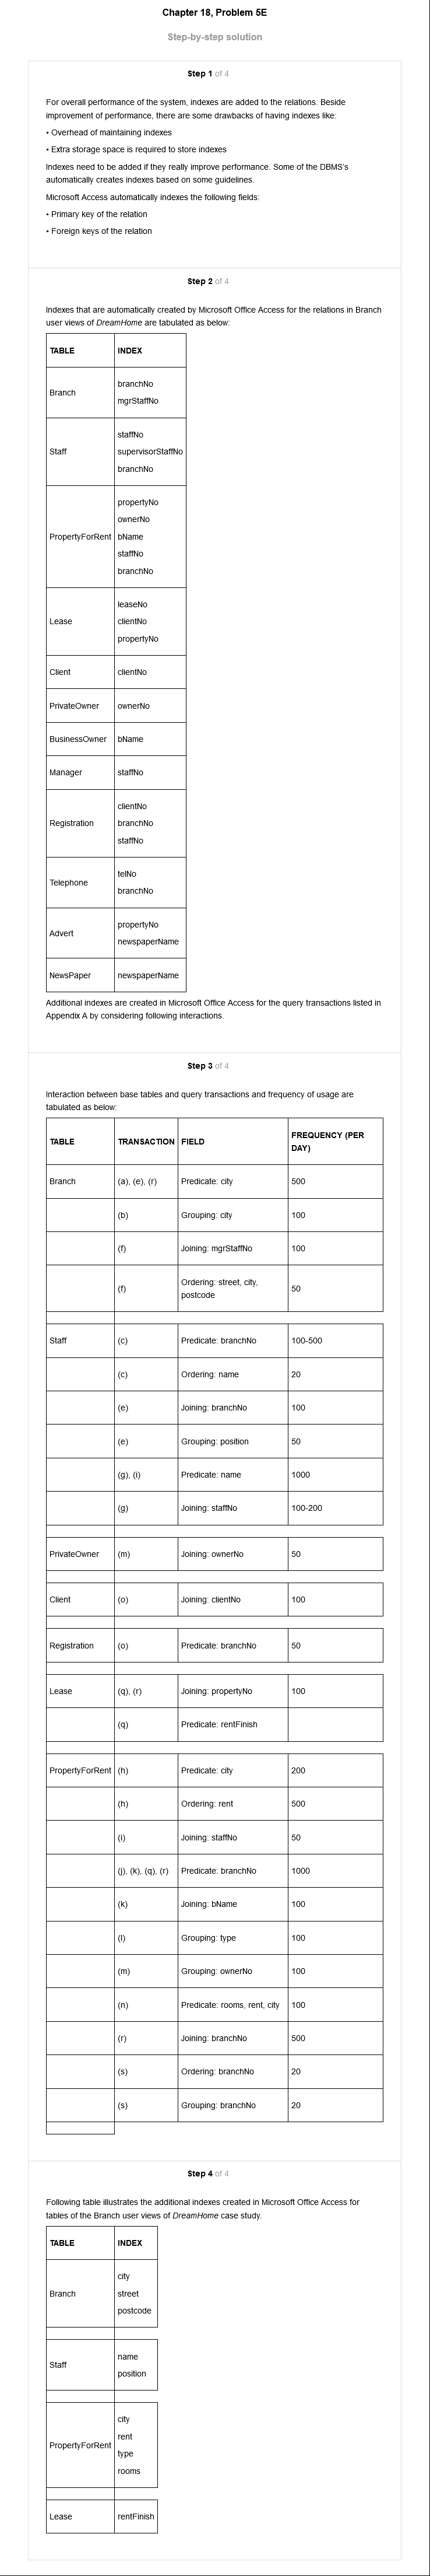 Chapter 18, Problem 5E
Step-by-step solution
Step 1 of 4
For overall performance of the system, indexes are added to the relations. Beside
improvement of performance, there are some drawbacks of having indexes like:
• Overhead of maintaining indexes
• Extra storage space is required to store indexes
Indexes need to be added if they really improve performance. Some of the DBMS's
automatically creates indexes based on some guidelines.
Microsoft Access automatically indexes the following fields:
• Primary key of the relation
• Foreign keys of the relation
Step 2 of 4
Indexes that are automatically created by Microsoft Office Access for the relations in Branch
user views of DreamHome are tabulated as below:
TABLE INDEX
Branch
branchNo
mgrStaffNo
Staff
staffNo
supervisorStaffNo
branchNo
PropertyForRent
propertyNo
ownerNo
bName
staffNo
branchNo
Lease
leaseNo
clientNo
propertyNo
Client clientNo
PrivateOwner ownerNo
BusinessOwner bName
Manager staffNo
Registration
clientNo
branchNo
staffNo
Telephone
telNo
branchNo
Advert
propertyNo
newspaperName
NewsPaper newspaperName
Additional indexes are created in Microsoft Office Access for the query transactions listed in
Appendix A by considering following interactions.
Step 3 of 4
Interaction between base tables and query transactions and frequency of usage are
tabulated as below:
TABLE TRANSACTION FIELD FREQUENCY (PER
DAY)
Branch (a), (e), (r) Predicate: city 500
(b) Grouping: city 100
(f) Joining: mgrStaffNo 100
(f) Ordering: street, city,
postcode 50
Staff (c) Predicate: branchNo 100-500
(c) Ordering: name 20
(e) Joining: branchNo 100
(e) Grouping: position 50
(g), (i) Predicate: name 1000
(g) Joining: staffNo 100-200
PrivateOwner (m) Joining: ownerNo 50
Client (o) Joining: clientNo 100
Registration (o) Predicate: branchNo 50
Lease (q), (r) Joining: propertyNo 100
(q) Predicate: rentFinish
PropertyForRent (h) Predicate: city 200
(h) Ordering: rent 500
(i) Joining: staffNo 50
(j), (k), (q), (r) Predicate: branchNo 1000
(k) Joining: bName 100
(l) Grouping: type 100
(m) Grouping: ownerNo 100
(n) Predicate: rooms, rent, city 100
(r) Joining: branchNo 500
(s) Ordering: branchNo 20
(s) Grouping: branchNo 20
Step 4 of 4
Following table illustrates the additional indexes created in Microsoft Office Access for
tables of the Branch user views of DreamHome case study.
TABLE INDEX
Branch
city
street
postcode
Staff
name
position
PropertyForRent
city
rent
type
rooms
Lease rentFinish